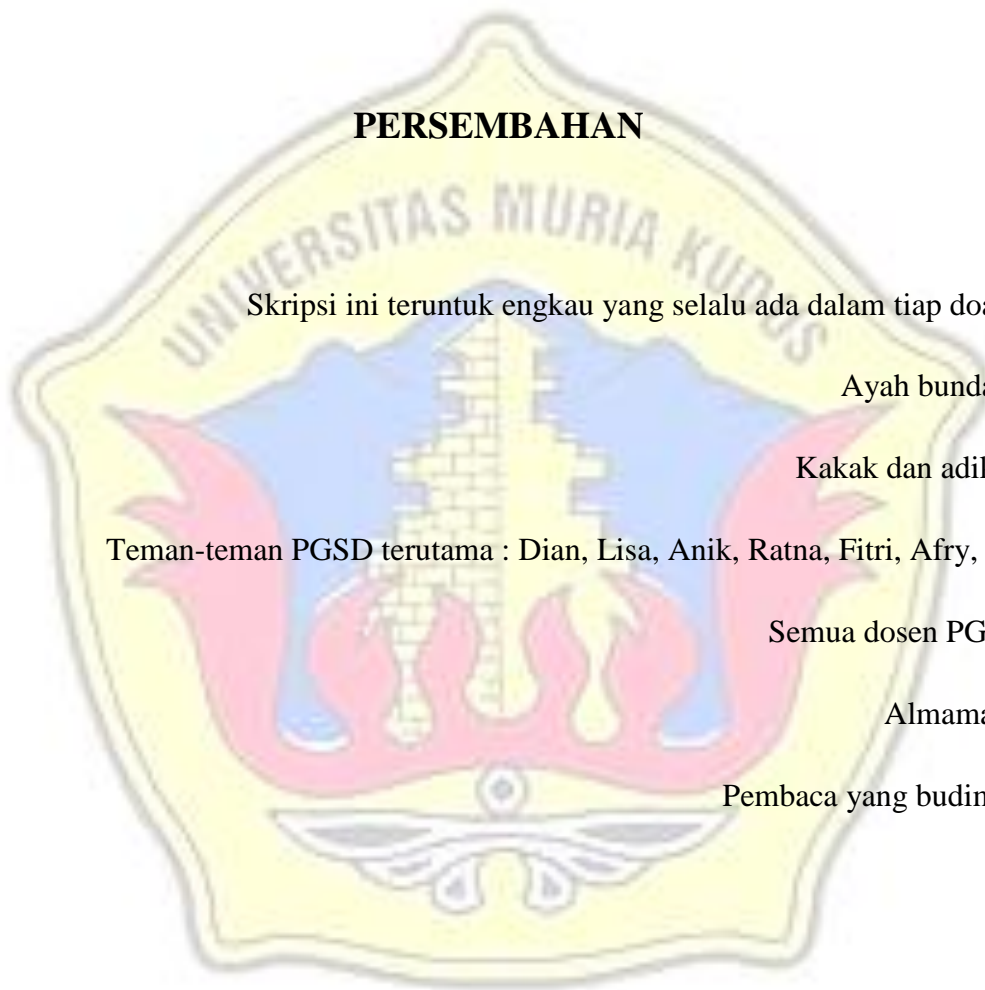 PERSEMBAHAN
UNIVERSITAS MURIA KUDUS
Skripsi ini teruntuk engkau yang selalu ada dalam tiap doa
Ayah bunda
Kakak dan adik
Teman-teman PGSD terutama : Dian, Lisa, Anik, Ratna, Fitri, Afry,
Semua dosen PG
Almama
Pembaca yang budim